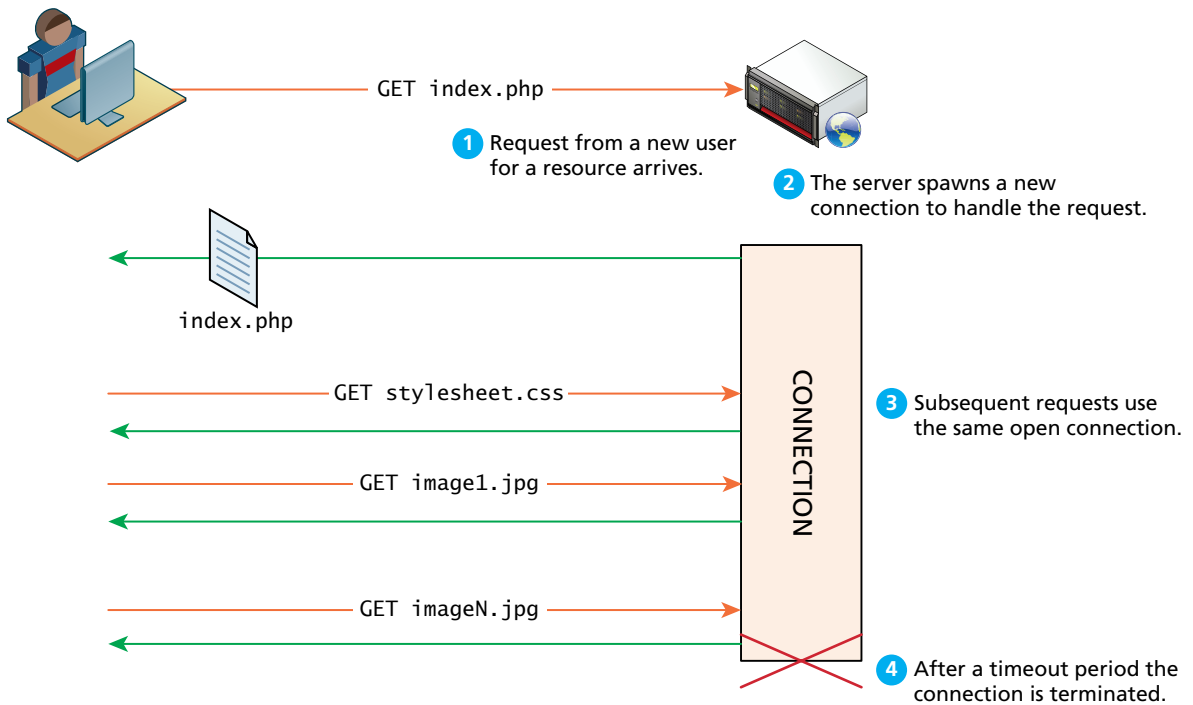 GET index.php
1 Request from a new user
for a resource arrives.
2 The server spawns a new
connection to handle the request.
index.php
GET stylesheet.css
CONNECTION
3 Subsequent requests use
the same open connection.
GET image1.jpg
GET imageN.jpg
4 After a timeout period the
connection is terminated.